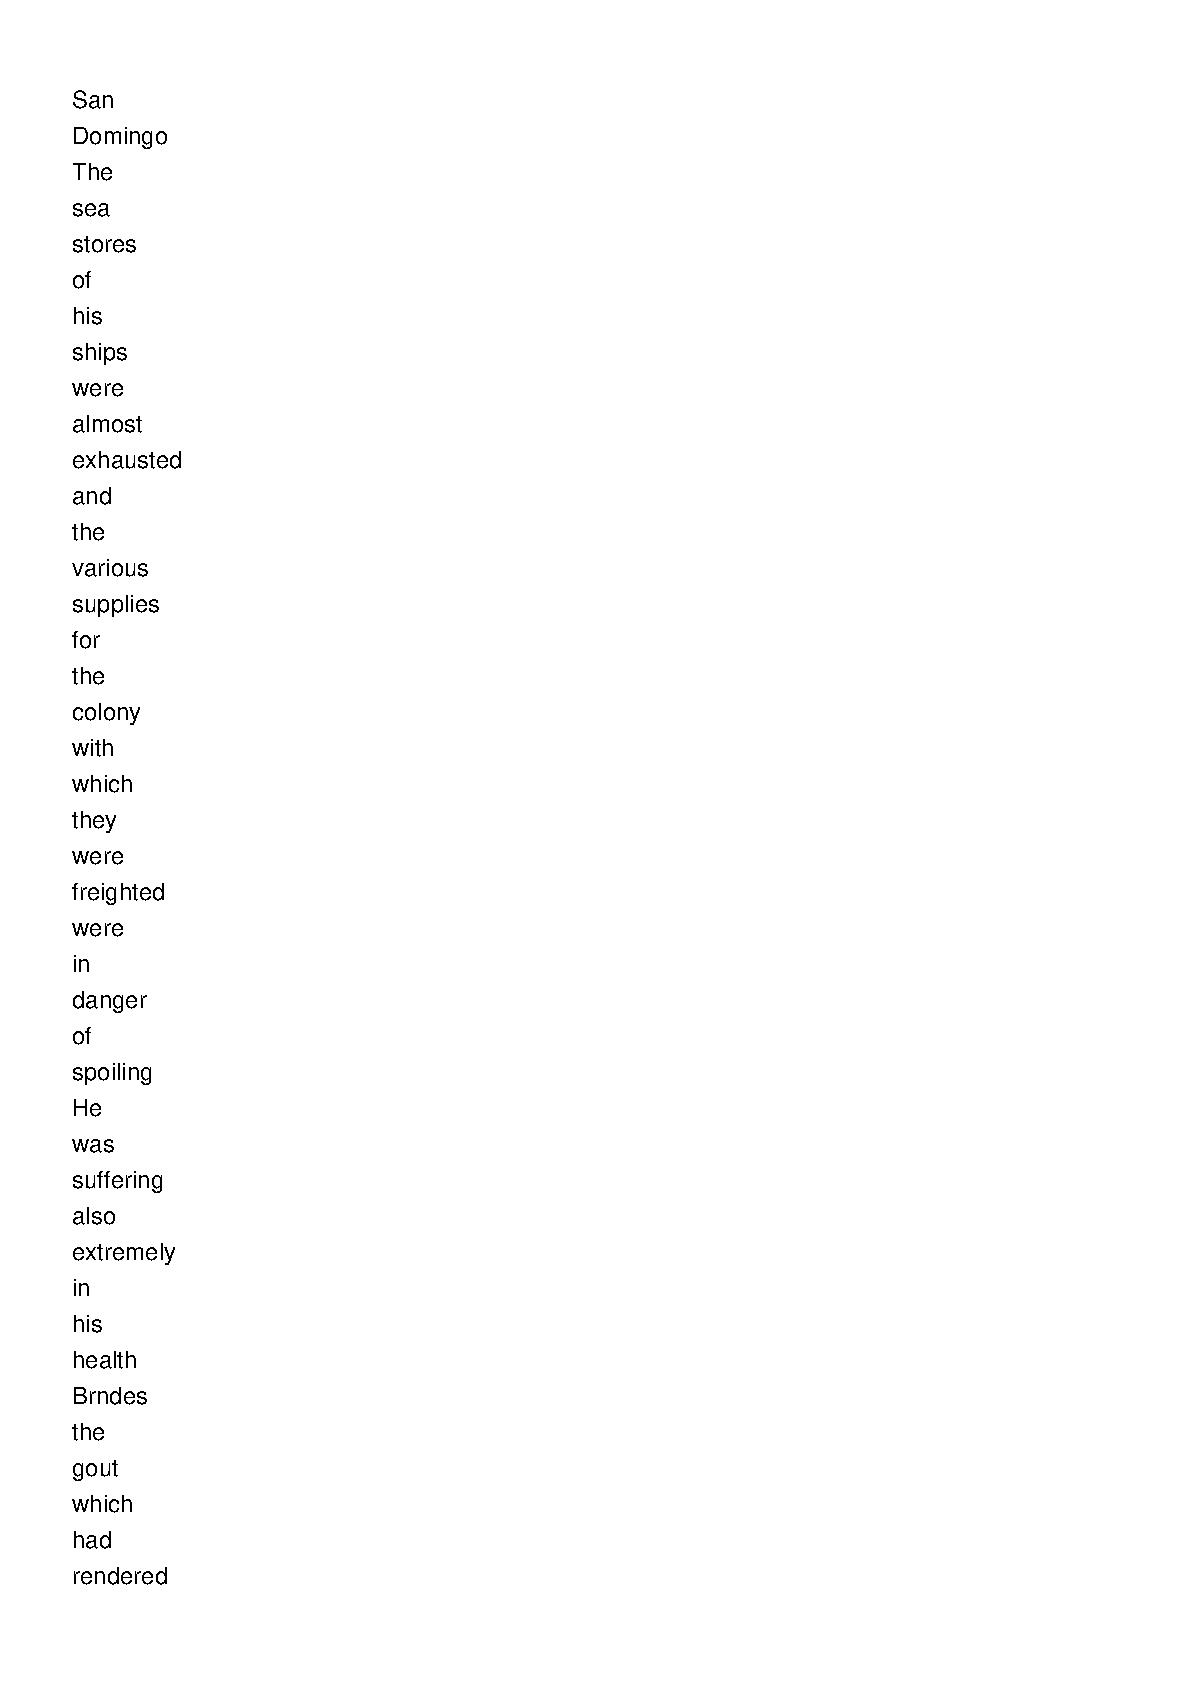 San
Domingo
The
sea
stores
of
his
ships
were
almost
exhausted
and
the
various
supplies
for
the
colony
with
which
they
were
freighted
were
in
danger
of
spoiling
He
was
suffering
also
extremely
in
his
health
Brndes
the
gout
which
had
rendered